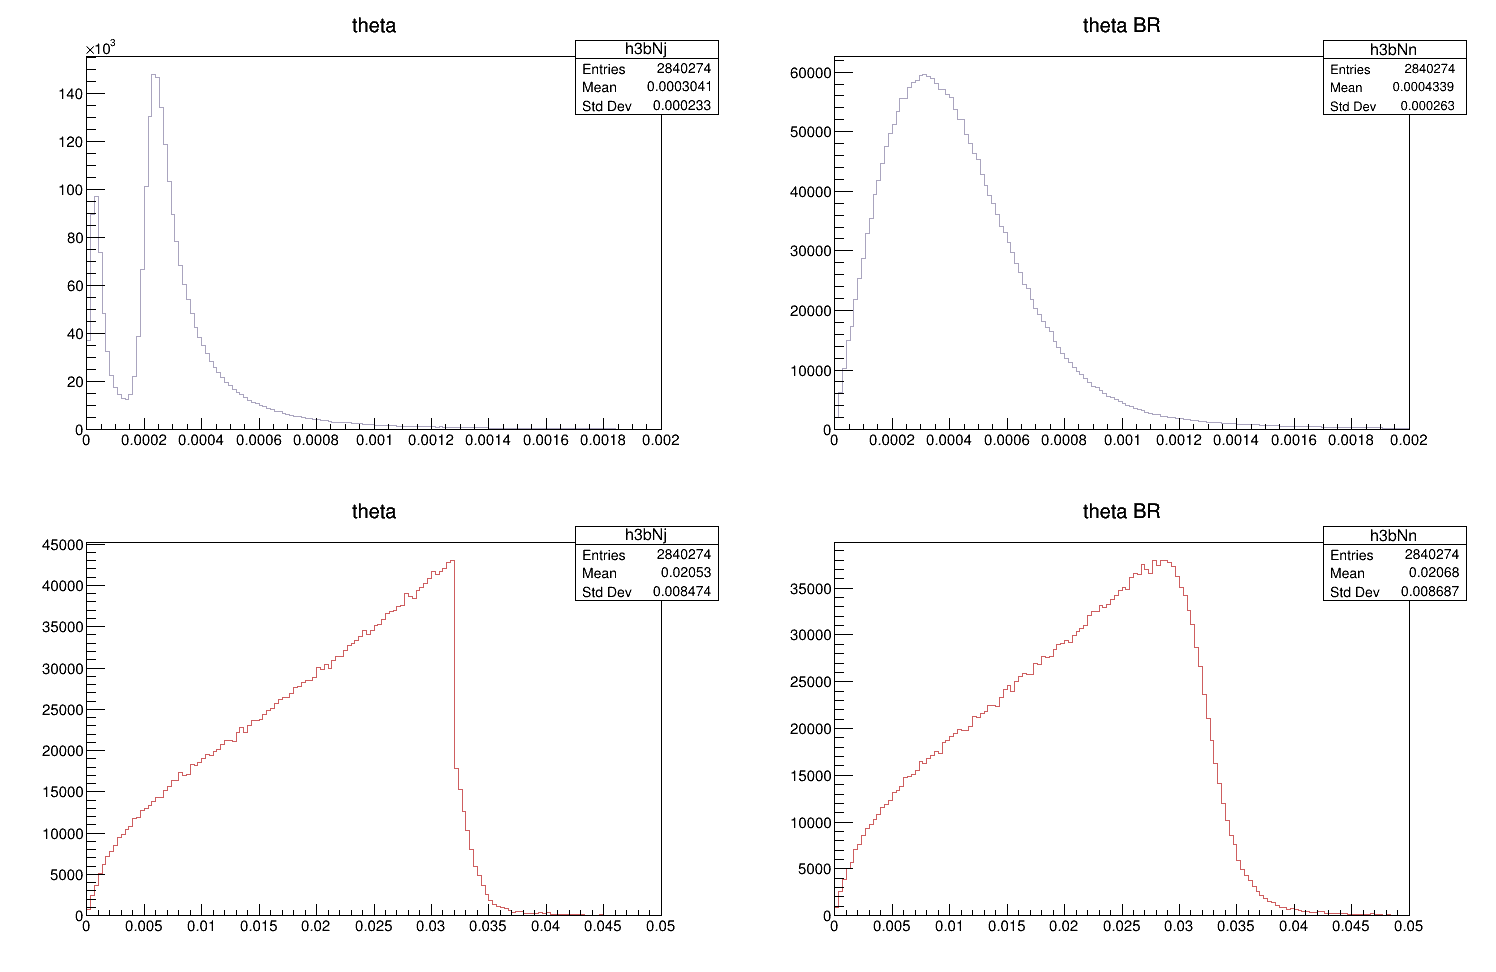 theta
×10³
h3bNj
Entries 2840274
Mean 0.0003041
Std Dev 0.000233
140
120
100
80
60
40
20
0
0 0.0002 0.0004 0.0006 0.0008 0.001 0.0012 0.0014 0.0016 0.0018 0.002
theta BR
h3bNn
Entries 2840274
Mean 0.0004339
Std Dev 0.000263
60000
50000
40000
30000
20000
10000
0
0 0.0002 0.0004 0.0006 0.0008 0.001 0.0012 0.0014 0.0016 0.0018 0.002
theta
h3bNj
Entries 2840274
Mean 0.02053
Std Dev 0.008474
45000
40000
35000
30000
25000
20000
15000
10000
5000
0
0 0.005 0.01 0.015 0.02 0.025 0.03 0.035 0.04 0.045 0.05
theta BR
h3bNn
Entries 2840274
Mean 0.02068
Std Dev 0.008687
35000
30000
25000
20000
15000
10000
5000
0
0 0.005 0.01 0.015 0.02 0.025 0.03 0.035 0.04 0.045 0.05